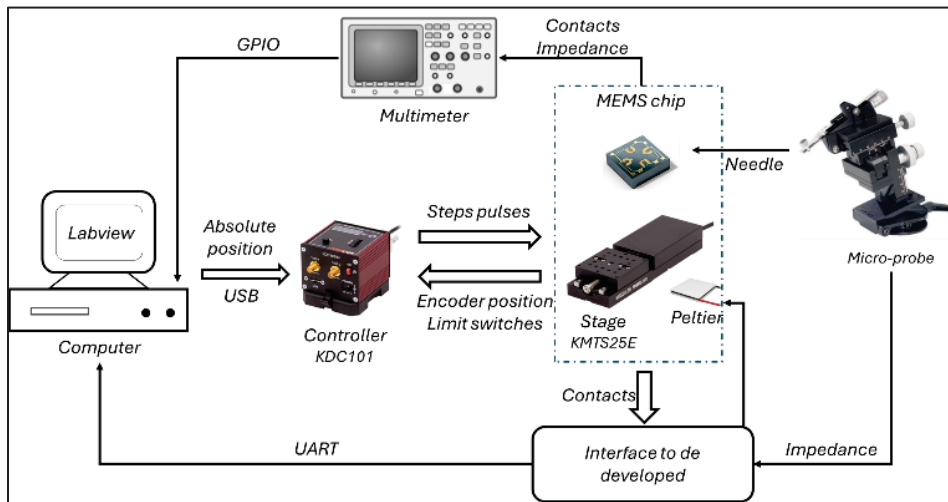 Contacts
Impedance
GPIO
MEMS chip
Multimeter
Needle
Labview
Absolute
position
Steps pulses
USB
Encoder position
Limit switches
Micro-probe
Controller
KDC101
Stage
KMTS25E
Peltier
Computer
Contacts
UART
Interface to de
developed
Impedance